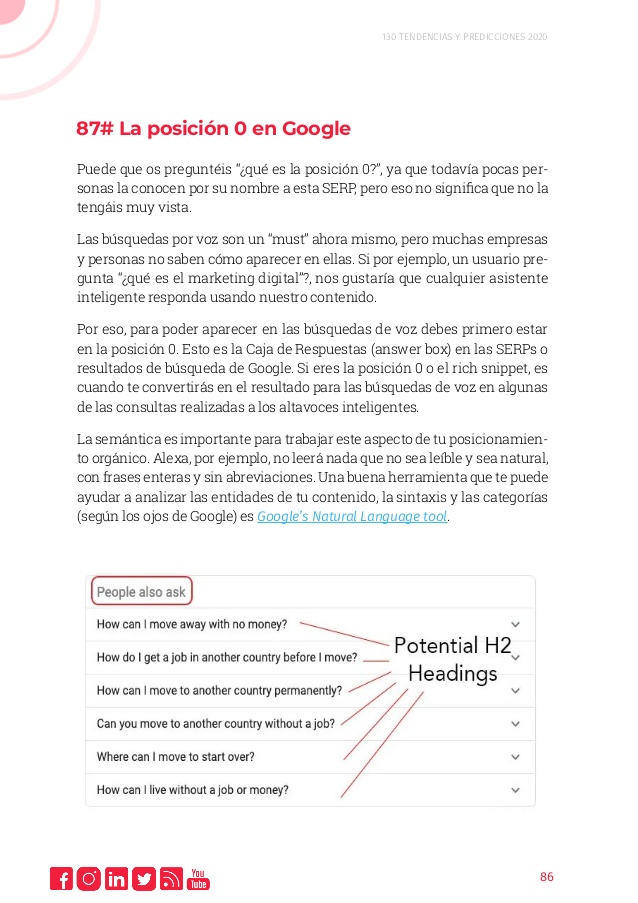 130 TENDENCIAS Y PREDICCIONES 2020
87# La posición 0 en Google
Puede que os preguntéis “¿qué es la posición 0?”, ya que todavía pocas per-
sonas la conocen por su nombre a esta SERP, pero eso no significa que no la
tengáis muy vista.
Las búsquedas por voz son un “must” ahora mismo, pero muchas empresas
y personas no saben cómo aparecer en ellas. Si por ejemplo, un usuario pre-
gunta “¿qué es el marketing digital”?, nos gustaría que cualquier asistente
inteligente responda usando nuestro contenido.
Por eso, para poder aparecer en las búsquedas de voz debes primero estar
en la posición 0. Esto es la Caja de Respuestas (answer box) en las SERPs o
resultados de búsqueda de Google. Si eres la posición 0 o el rich snippet, es
cuando te convertirás en el resultado para las búsquedas de voz en algunas
de las consultas realizadas a los altavoces inteligentes.
La semántica es importante para trabajar este aspecto de tu posicionamien-
to orgánico. Alexa, por ejemplo, no leerá nada que no sea leíble y sea natural,
con frases enteras y sin abreviaciones. Una buena herramienta que te puede
ayudar a analizar las entidades de tu contenido, la sintaxis y las categorías
(según los ojos de Google) es Google’s Natural Language tool.
People also ask
How can I move away with no money?
How do I get a job in another country before I move?
How can I move to another country permanently?
Can you move to another country without a job?
Where can I move to start over?
How can I live without a job or money?
Potential H2
Headings
You
Tube
86